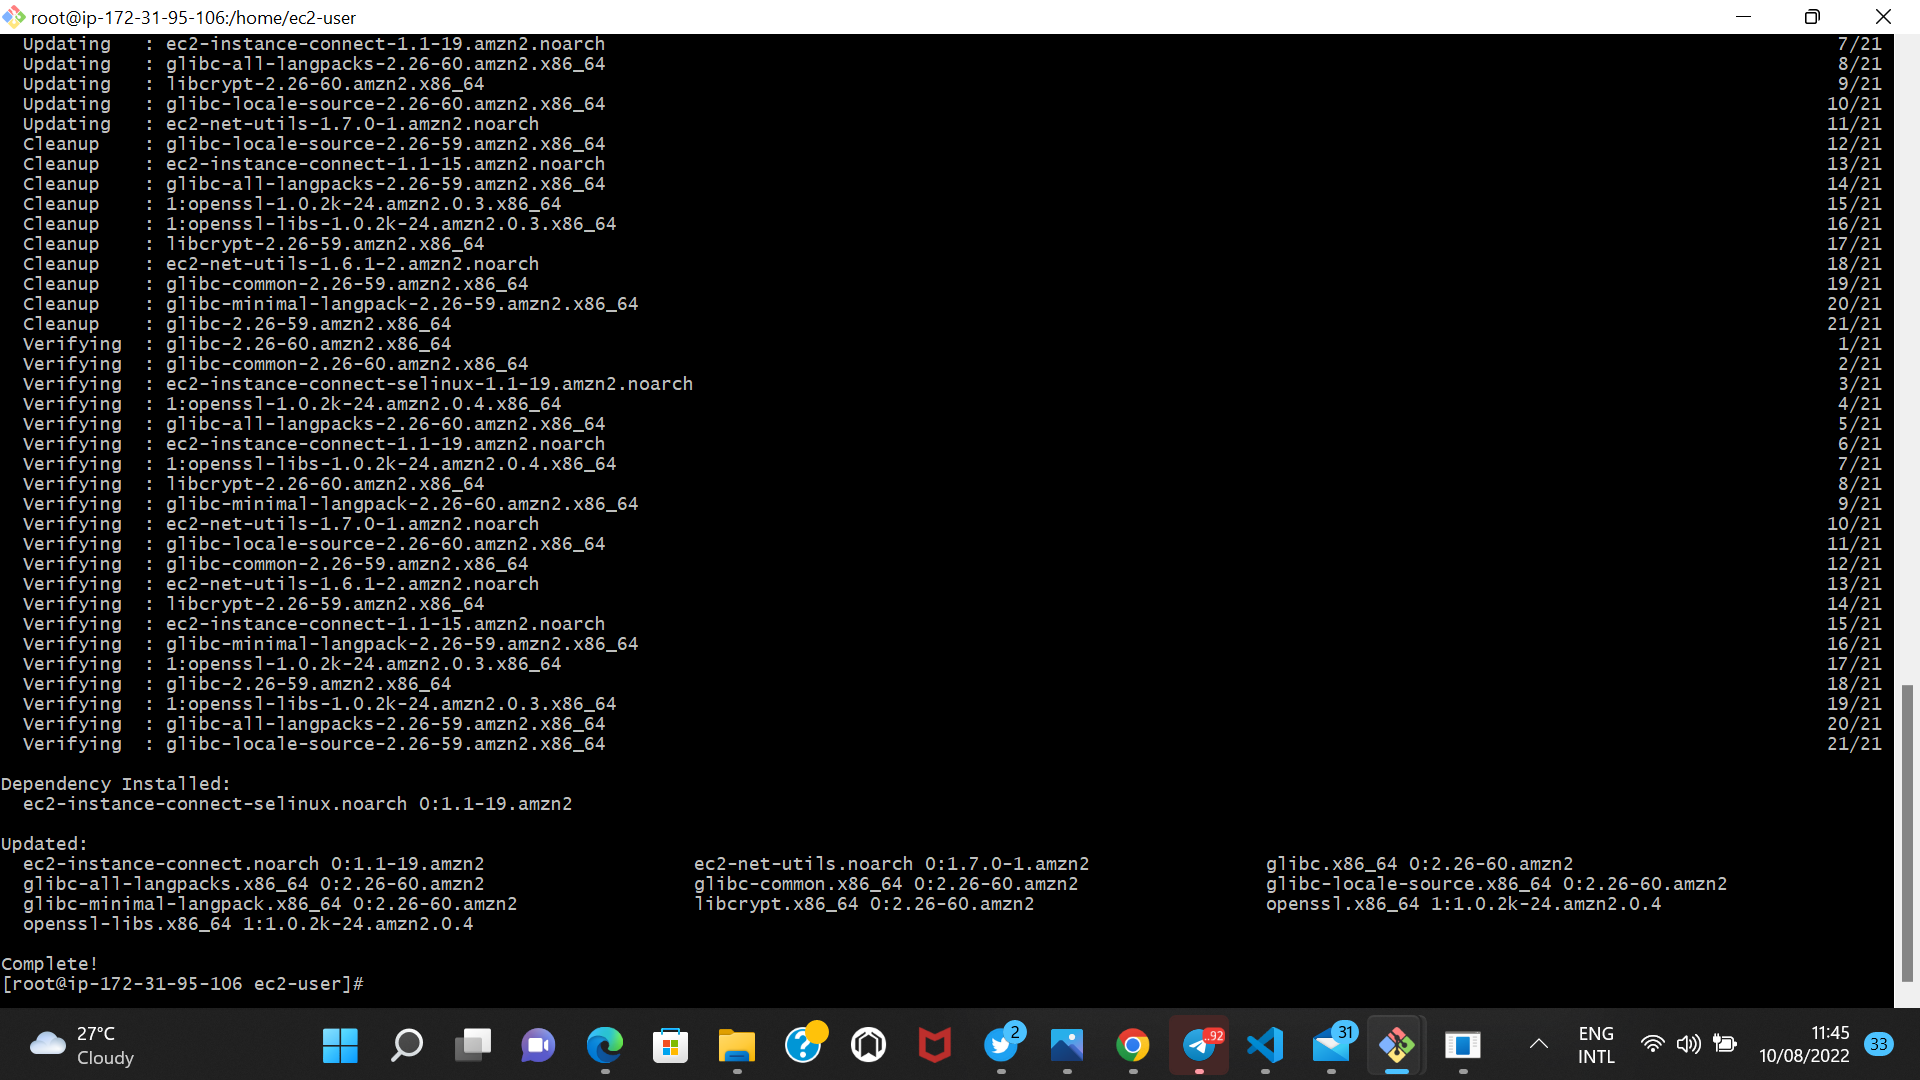 root@ip-172-31-95-106:/home/ec2-user
Updating   : ec2-instance-connect-1.1-19.amzn2.noarch 7/21
Updating   : glibc-all-langpacks-2.26-60.amzn2.x86_64 8/21
Updating   : libcrypt-2.26-60.amzn2.x86_64 9/21
Updating   : glibc-locale-source-2.26-60.amzn2.x86_64 10/21
Updating   : ec2-net-utils-1.7.0-1.amzn2.noarch 11/21
Cleanup    : glibc-locale-source-2.26-59.amzn2.x86_64 12/21
Cleanup    : ec2-instance-connect-1.1-15.amzn2.noarch 13/21
Cleanup    : glibc-all-langpacks-2.26-59.amzn2.x86_64 14/21
Cleanup    : 1:openssl-1.0.2k-24.amzn2.0.3.x86_64 15/21
Cleanup    : 1:openssl-libs-1.0.2k-24.amzn2.0.3.x86_64 16/21
Cleanup    : libcrypt-2.26-59.amzn2.x86_64 17/21
Cleanup    : ec2-net-utils-1.6.1-2.amzn2.noarch 18/21
Cleanup    : glibc-common-2.26-59.amzn2.x86_64 19/21
Cleanup    : glibc-minimal-langpack-2.26-59.amzn2.x86_64 20/21
Cleanup    : glibc-2.26-59.amzn2.x86_64 21/21
Verifying  : glibc-2.26-60.amzn2.x86_64 1/21
Verifying  : glibc-common-2.26-60.amzn2.x86_64 2/21
Verifying  : ec2-instance-connect-selinux-1.1-19.amzn2.noarch 3/21
Verifying  : 1:openssl-1.0.2k-24.amzn2.0.4.x86_64 4/21
Verifying  : glibc-all-langpacks-2.26-60.amzn2.x86_64 5/21
Verifying  : ec2-instance-connect-1.1-19.amzn2.noarch 6/21
Verifying  : 1:openssl-libs-1.0.2k-24.amzn2.0.4.x86_64 7/21
Verifying  : libcrypt-2.26-60.amzn2.x86_64 8/21
Verifying  : glibc-minimal-langpack-2.26-60.amzn2.x86_64 9/21
Verifying  : ec2-net-utils-1.7.0-1.amzn2.noarch 10/21
Verifying  : glibc-locale-source-2.26-60.amzn2.x86_64 11/21
Verifying  : glibc-common-2.26-59.amzn2.x86_64 12/21
Verifying  : ec2-net-utils-1.6.1-2.amzn2.noarch 13/21
Verifying  : libcrypt-2.26-59.amzn2.x86_64 14/21
Verifying  : ec2-instance-connect-1.1-15.amzn2.noarch 15/21
Verifying  : glibc-minimal-langpack-2.26-59.amzn2.x86_64 16/21
Verifying  : 1:openssl-1.0.2k-24.amzn2.0.3.x86_64 17/21
Verifying  : glibc-2.26-59.amzn2.x86_64 18/21
Verifying  : 1:openssl-libs-1.0.2k-24.amzn2.0.3.x86_64 19/21
Verifying  : glibc-all-langpacks-2.26-59.amzn2.x86_64 20/21
Verifying  : glibc-locale-source-2.26-59.amzn2.x86_64 21/21
Dependency Installed:
ec2-instance-connect-selinux.noarch 0:1.1-19.amzn2
Updated:
ec2-instance-connect.noarch 0:1.1-19.amzn2 ec2-net-utils.noarch 0:1.7.0-1.amzn2 glibc.x86_64 0:2.26-60.amzn2
glibc-all-langpacks.x86_64 0:2.26-60.amzn2 glibc-common.x86_64 0:2.26-60.amzn2 glibc-locale-source.x86_64 0:2.26-60.amzn2
glibc-minimal-langpack.x86_64 0:2.26-60.amzn2 libcrypt.x86_64 0:2.26-60.amzn2 openssl.x86_64 1:1.0.2k-24.amzn2.0.4
openssl-libs.x86_64 1:1.0.2k-24.amzn2.0.4
Complete!
[root@ip-172-31-95-106 ec2-user]#
27°C
Cloudy
2
..92
31
ENG
INTL
11:45
10/08/2022
33